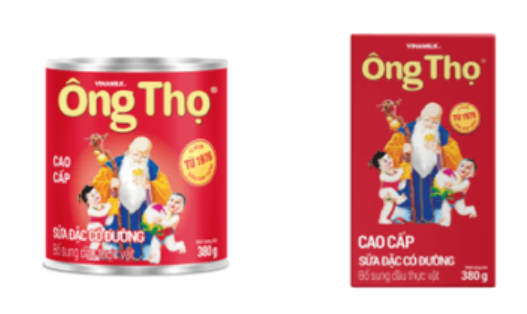 VINAMILK
Ông Thọ
CAO
CẤP
TỪ 1976
SỮA ĐẶC CÓ ĐƯỜNG
Bổ sung dầu thực vật
380 g
VINAMILK
Ông Thọ
TỪ 1976
CAO CẤP
SỮA ĐẶC CÓ ĐƯỜNG
Bổ sung dầu thực vật
380 g